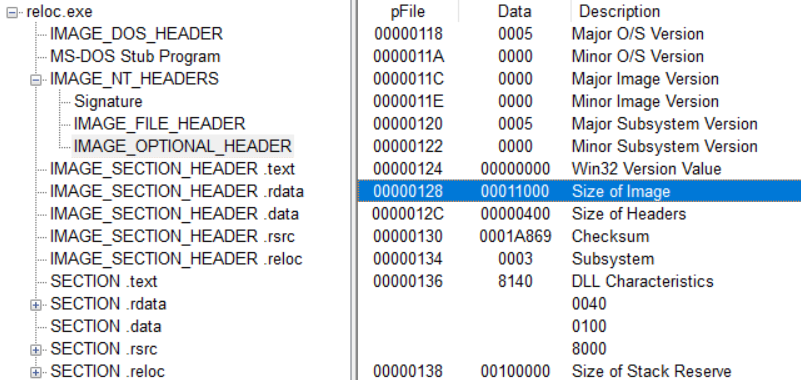 reloc.exe
IMAGE_DOS_HEADER
MS-DOS Stub Program
IMAGE_NT_HEADERS
Signature
IMAGE_FILE_HEADER
IMAGE_OPTIONAL_HEADER
IMAGE_SECTION_HEADER .text
IMAGE_SECTION_HEADER .rdata
IMAGE_SECTION_HEADER .data
IMAGE_SECTION_HEADER .rsrc
IMAGE_SECTION_HEADER .reloc
SECTION .text
SECTION .rdata
SECTION .data
SECTION .rsrc
SECTION .reloc
pFile Data Description
00000118 0005 Major O/S Version
0000011A 0000 Minor O/S Version
0000011C 0000 Major Image Version
0000011E 0000 Minor Image Version
00000120 0005 Major Subsystem Version
00000122 0000 Minor Subsystem Version
00000124 00000000 Win32 Version Value
00000128 00011000 Size of Image
0000012C 00000400 Size of Headers
00000130 0001A869 Checksum
00000134 0003 Subsystem
00000136 8140 DLL Characteristics
0040
0100
8000
00000138 00100000 Size of Stack Reserve